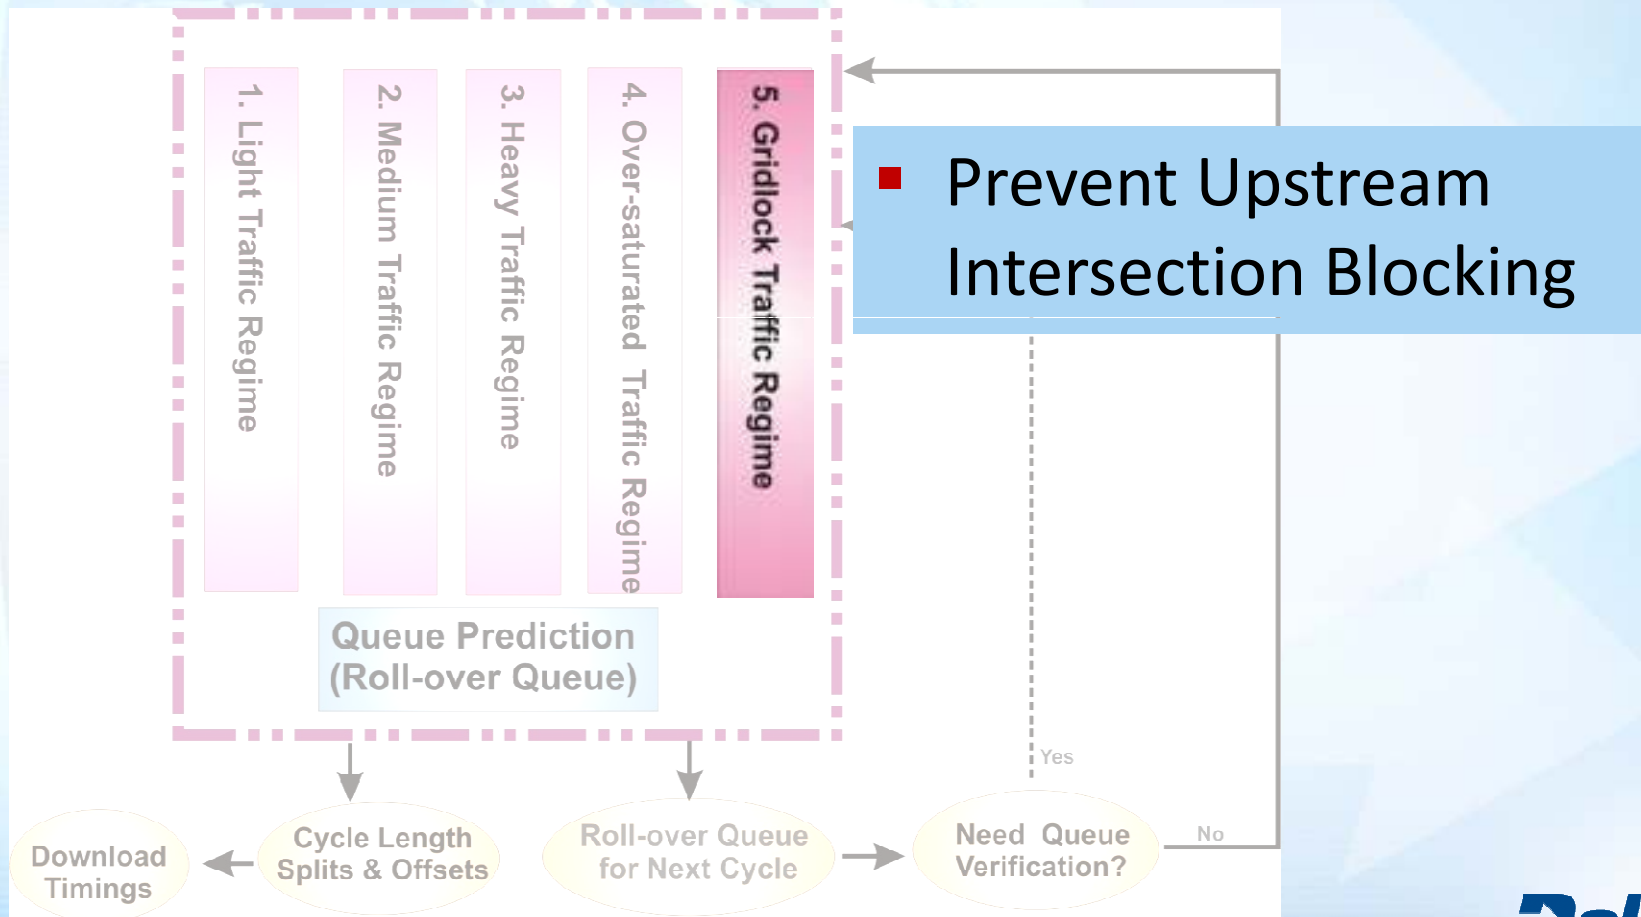 1. Light Traffic Regime
2. Medium Traffic Regime
3. Heavy Traffic Regime
4. Over-saturated Traffic Regime
5. Gridlock Traffic Regime
▪ Prevent Upstream
Intersection Blocking
Queue Prediction
(Roll-over Queue)
Yes
Download
Timings
Cycle Length
Splits & Offsets
Roll-over Queue
for Next Cycle
Need Queue
Verification?
No